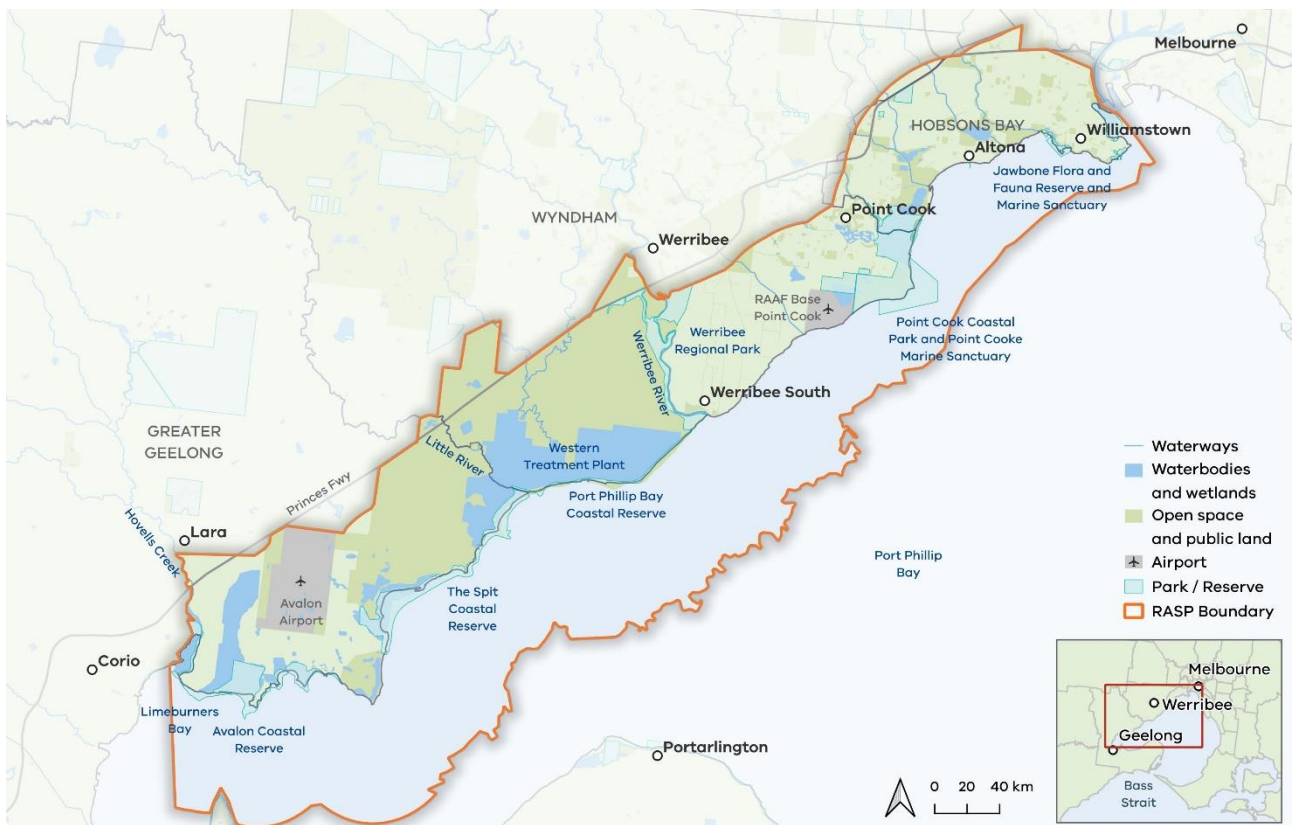 Melbourne
HOBSONS BAY
Williamstown
Altona
Jawbone Flora and
Fauna Reserve and
Marine Sanctuary
WYNDHAM
Point Cook
Werribee
RAAF Base
Point Cook
Werribee
Regional Park
Werribee River
Point Cook Coastal
Park and Point Cooke
Marine Sanctuary
Werribee South
GREATER
GEELONG
Little River
Western
Treatment Plant
Princes Fwy
Port Phillip Bay
Coastal Reserve
Hovells Creek
Lara
Port Phillip
Bay
The Spit
Coastal
Reserve
Avalon
Airport
Corio
Limeburners
Bay
Avalon Coastal
Reserve
Portarlington
Waterways
Waterbodies
and wetlands
Open space
and public land
Airport
Park / Reserve
RASP Boundary
0 20 40 km
Melbourne
Werribee
Geelong
Bass
Strait